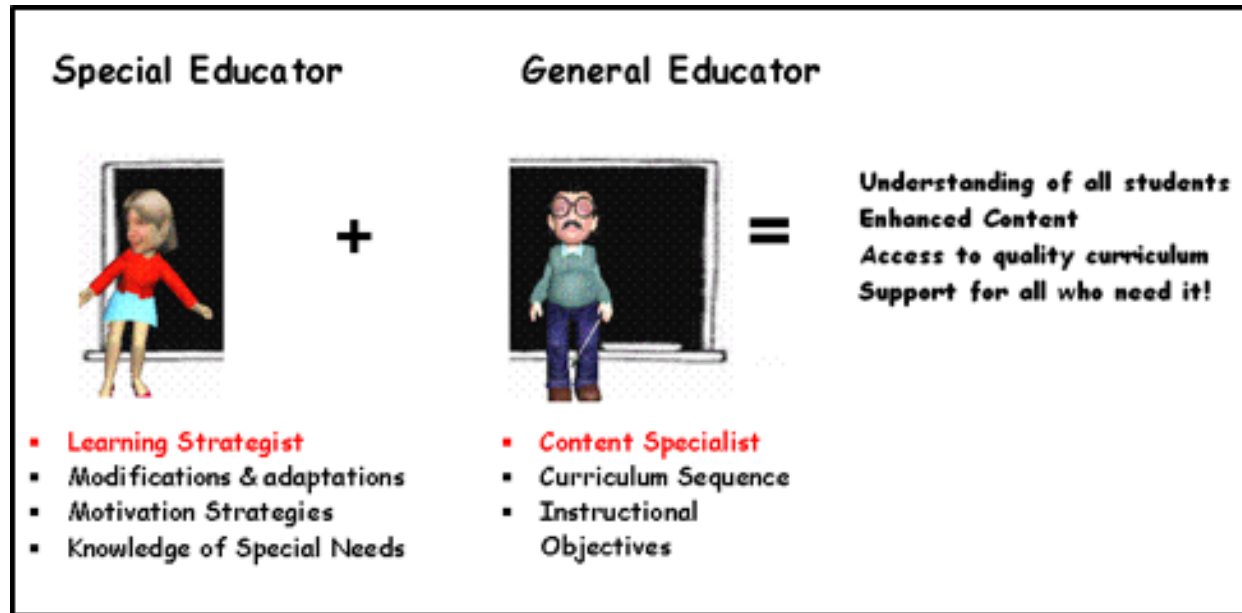 Special Educator
General Educator
+
=
Understanding of all students
Enhanced Content
Access to quality curriculum
Support for all who need it!
▪ Learning Strategist
▪ Modifications & adaptations
▪ Motivation Strategies
▪ Knowledge of Special Needs
▪ Content Specialist
▪ Curriculum Sequence
▪ Instructional
Objectives